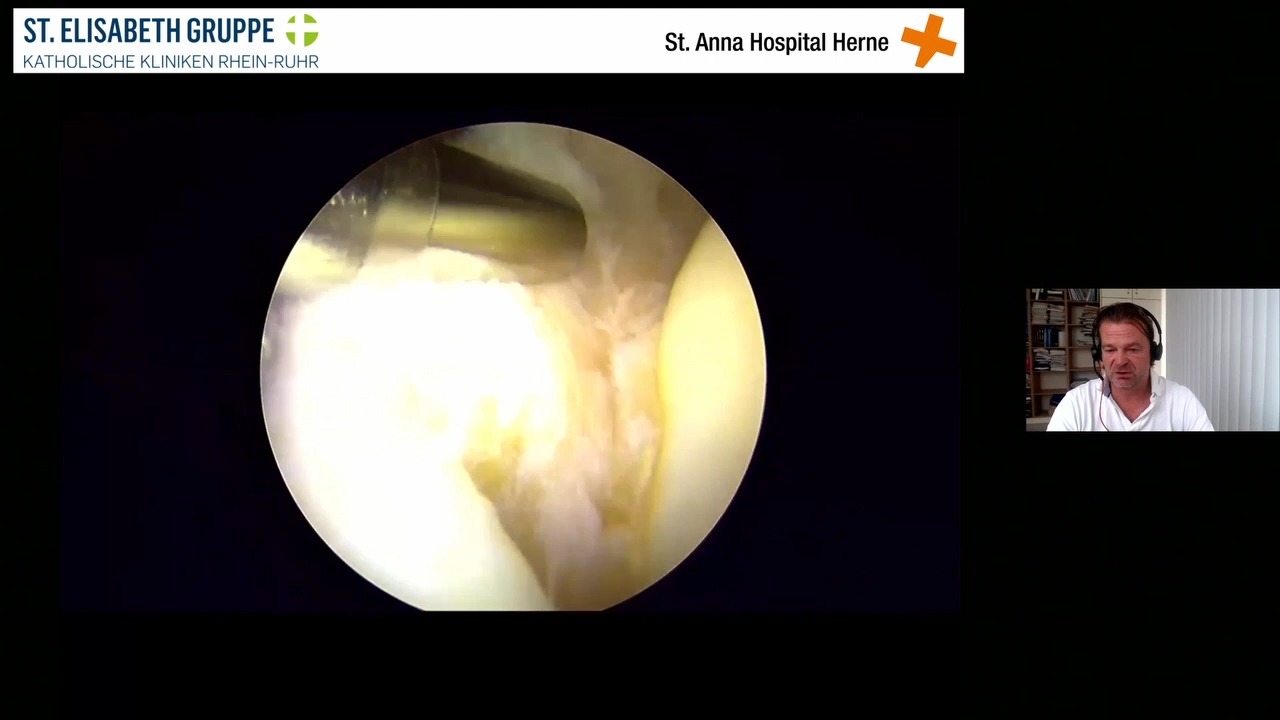 ST. ELISABETH GRUPPE
KATHOLISCHE KLINIKEN RHEIN-RUHR
St. Anna Hospital Herne